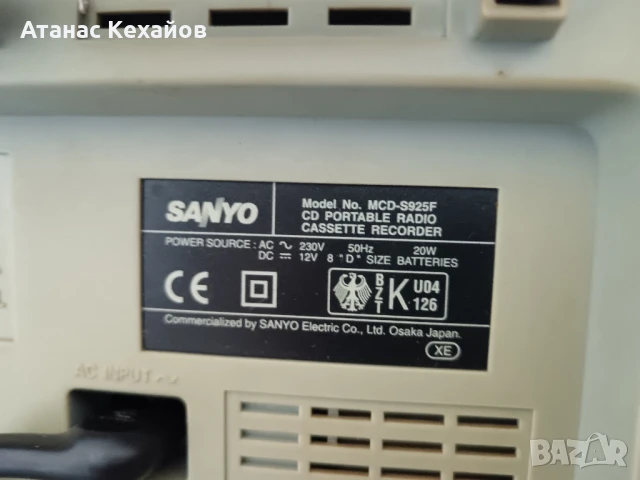 Атанас Кехайов
SANYO
Model No. MCD-S925F
CD PORTABLE RADIO
CASSETTE RECORDER
POWER SOURCE : AC ∿ 230V 50Hz 20W
DC ⎓ 12V 8 "D" SIZE BATTERIES
CE
BZT K U04 126
Commercialized by SANYO Electric Co., Ltd. Osaka Japan.
XE
AC INPUT ∿
BAZAR